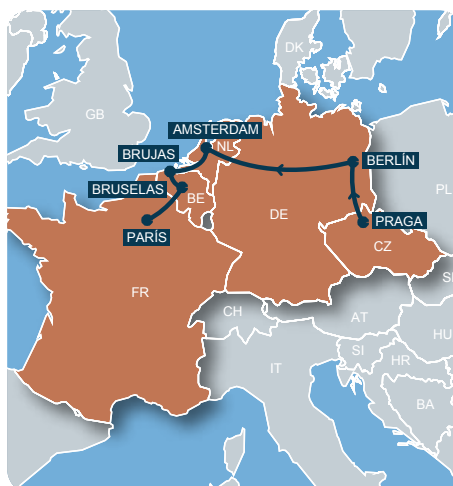 DK
GB
AMSTERDAM
NL
BRUJAS
BERLÍN
BRUSELAS
PL
BE
DE
PRAGA
PARÍS
CZ
FR
CH
AT
HU
SI
HR
IT
BA